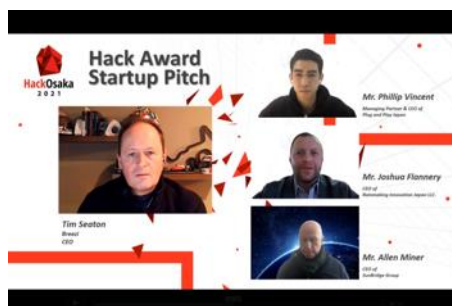 HackOsaka
2021
Hack Award
Startup Pitch
Tim Seaton
CEO
Mr. Phillip Vincent
Managing Partner & CEO of
Plug and Play Japan
Mr. Joshua Flannery
CEO of
Rainmaking Innovation Japan LLC.
Mr. Allen Miner
CEO of
SunBridge Group